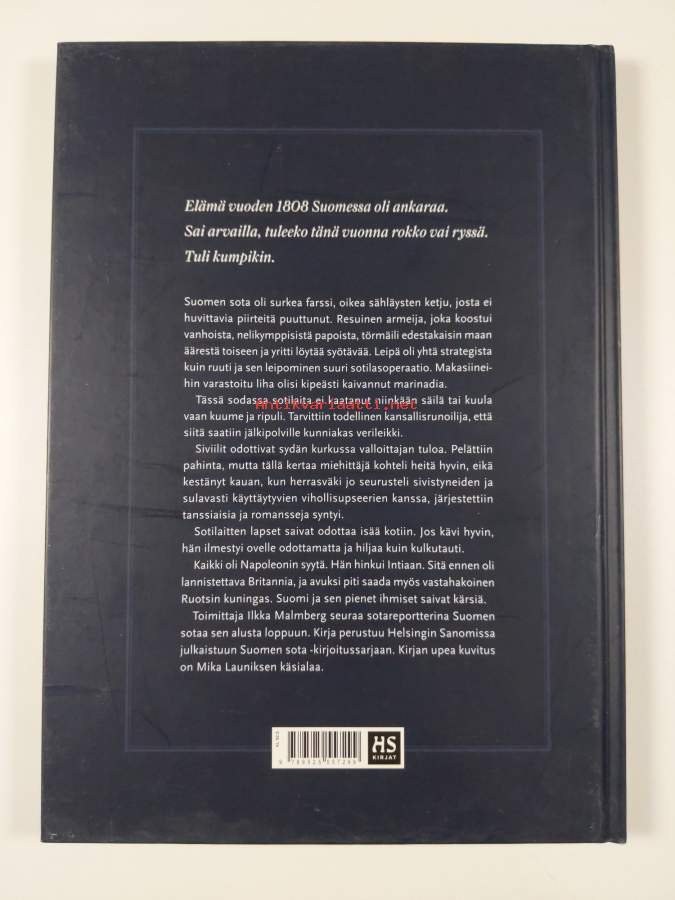 Elämä vuoden 1808 Suomessa oli ankaraa.
Sai arvailla, tuleeko tänä vuonna rokko vai ryssä.
Tuli kumpikin.
Suomen sota oli surkea farssi, oikea sähläysten ketju, josta ei
huvittavia piirteitä puuttunut. Resuinen armeija, joka koostui
vanhoista, nelikymppisistä papoista, törmäili edestakaisin maan
äärestä toiseen ja yritti löytää syötävää. Leipä oli yhtä strategista
kuin ruuti ja sen leipominen suuri sotilasoperaatio. Makasiinei-
hin varastoitu liha olisi kipeästi kaivannut marinadia.
Tässä sodassa sotilaita ei kaatanut niinkään säilä tai kuula
Antikvariaatti.net
vaan kuume ja ripuli. Tarvittiin todellinen kansallisrunoilija, että
siitä saatiin jälkipolville kunniakas verileikki.
Siviilit odottivat sydän kurkussa valloittajan tuloa. Pelättiin
pahinta, mutta tällä kertaa miehittäjä kohteli heitä hyvin, eikä
kestänyt kauan, kun herrasväki jo seurusteli sivistyneiden ja
sulavasti käyttäytyvien vihollisupseerien kanssa, järjestettiin
tanssiaisia ja romansseja syntyi.
Sotilaitten lapset saivat odottaa isää kotiin. Jos kävi hyvin,
hän ilmestyi ovelle odottamatta ja hiljaa kuin kulkutauti.
Kaikki oli Napoleonin syytä. Hän hinkui Intiaan. Sitä ennen oli
lannistettava Britannia, ja avuksi piti saada myös vastahakoinen
Ruotsin kuningas. Suomi ja sen pienet ihmiset saivat kärsiä.
Toimittaja Ilkka Malmberg seuraa sotareportterina Suomen
sotaa sen alusta loppuun. Kirja perustuu Helsingin Sanomissa
julkaistuun Suomen sota -kirjoitussarjaan. Kirjan upea kuvitus
on Mika Launiksen käsialaa.
HS
KIRJAT